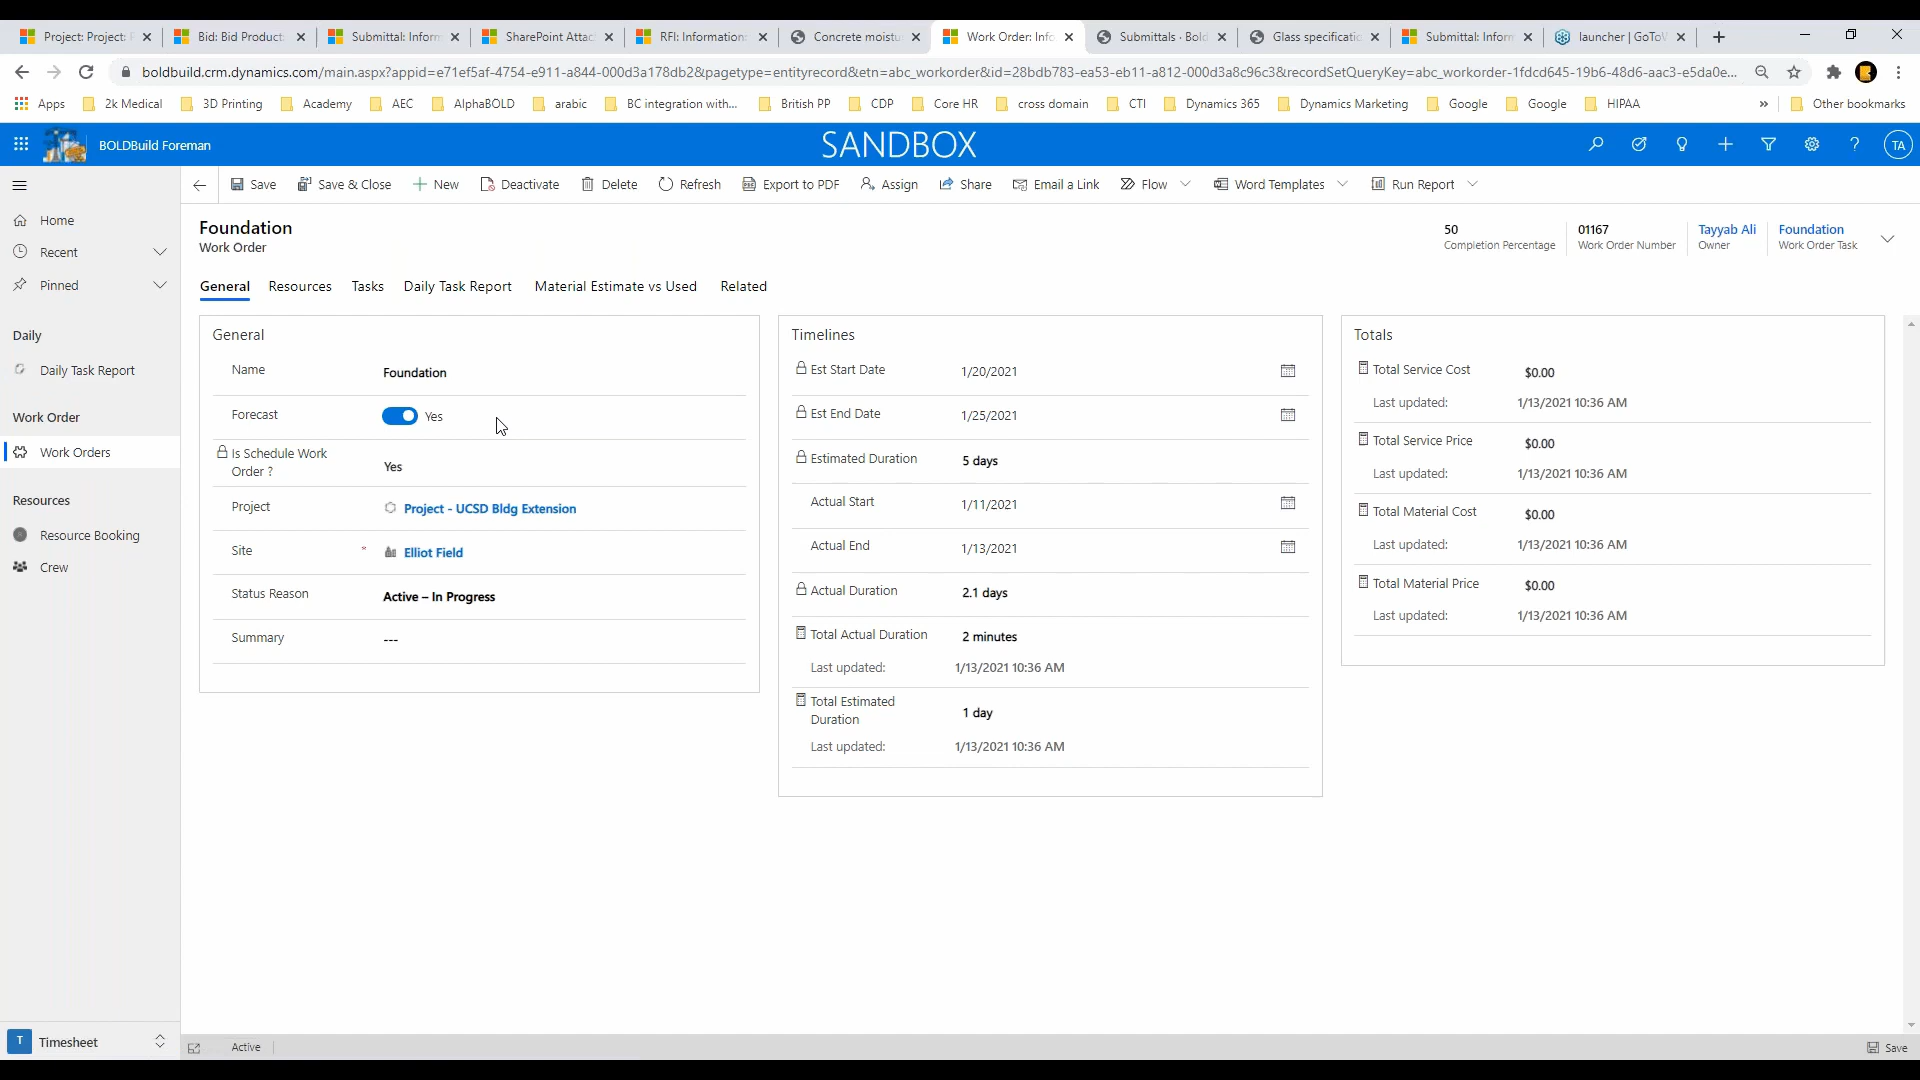 Project: Project:
Bid: Bid Product:
Submittal: Inform
SharePoint Attac
RFI: Information:
Concrete moistu
Work Order: Info
Submittals · Bold
Glass specificatio
Submittal: Inform
launcher | GoTo
boldbuild.crm.dynamics.com/main.aspx?appid=e71ef5af-4754-e911-a844-000d3a178db2&pagetype=entityrecord&etn=abc_workorder&id=28bdb783-ea53-eb11-a812-000d3a8c96c3&recordSetQueryKey=abc_workorder-1fdcd645-19b6-48d6-aac3-e5da0e...
Apps
2k Medical
3D Printing
Academy
AEC
AlphaBOLD
arabic
BC integration with...
British PP
CDP
Core HR
cross domain
CTI
Dynamics 365
Dynamics Marketing
Google
Google
HIPAA
»
Other bookmarks
BOLDBuild Foreman
SANDBOX
TA
Save
Save & Close
New
Deactivate
Delete
Refresh
Export to PDF
Assign
Share
Email a Link
Flow
Word Templates
Run Report
Home
Recent
Pinned
Daily
Daily Task Report
Work Order
Work Orders
Resources
Resource Booking
Crew
T Timesheet
Foundation
Work Order
50
Completion Percentage
01167
Work Order Number
Tayyab Ali
Owner
Foundation
Work Order Task
General
Resources
Tasks
Daily Task Report
Material Estimate vs Used
Related
General
Name Foundation
Forecast Yes
Is Schedule Work
Order ? Yes
Project Project - UCSD Bldg Extension
Site * Elliot Field
Status Reason Active – In Progress
Summary ---
Timelines
Est Start Date 1/20/2021
Est End Date 1/25/2021
Estimated Duration 5 days
Actual Start 1/11/2021
Actual End 1/13/2021
Actual Duration 2.1 days
Total Actual Duration 2 minutes
Last updated: 1/13/2021 10:36 AM
Total Estimated
Duration 1 day
Last updated: 1/13/2021 10:36 AM
Totals
Total Service Cost $0.00
Last updated: 1/13/2021 10:36 AM
Total Service Price $0.00
Last updated: 1/13/2021 10:36 AM
Total Material Cost $0.00
Last updated: 1/13/2021 10:36 AM
Total Material Price $0.00
Last updated: 1/13/2021 10:36 AM
Active
Save